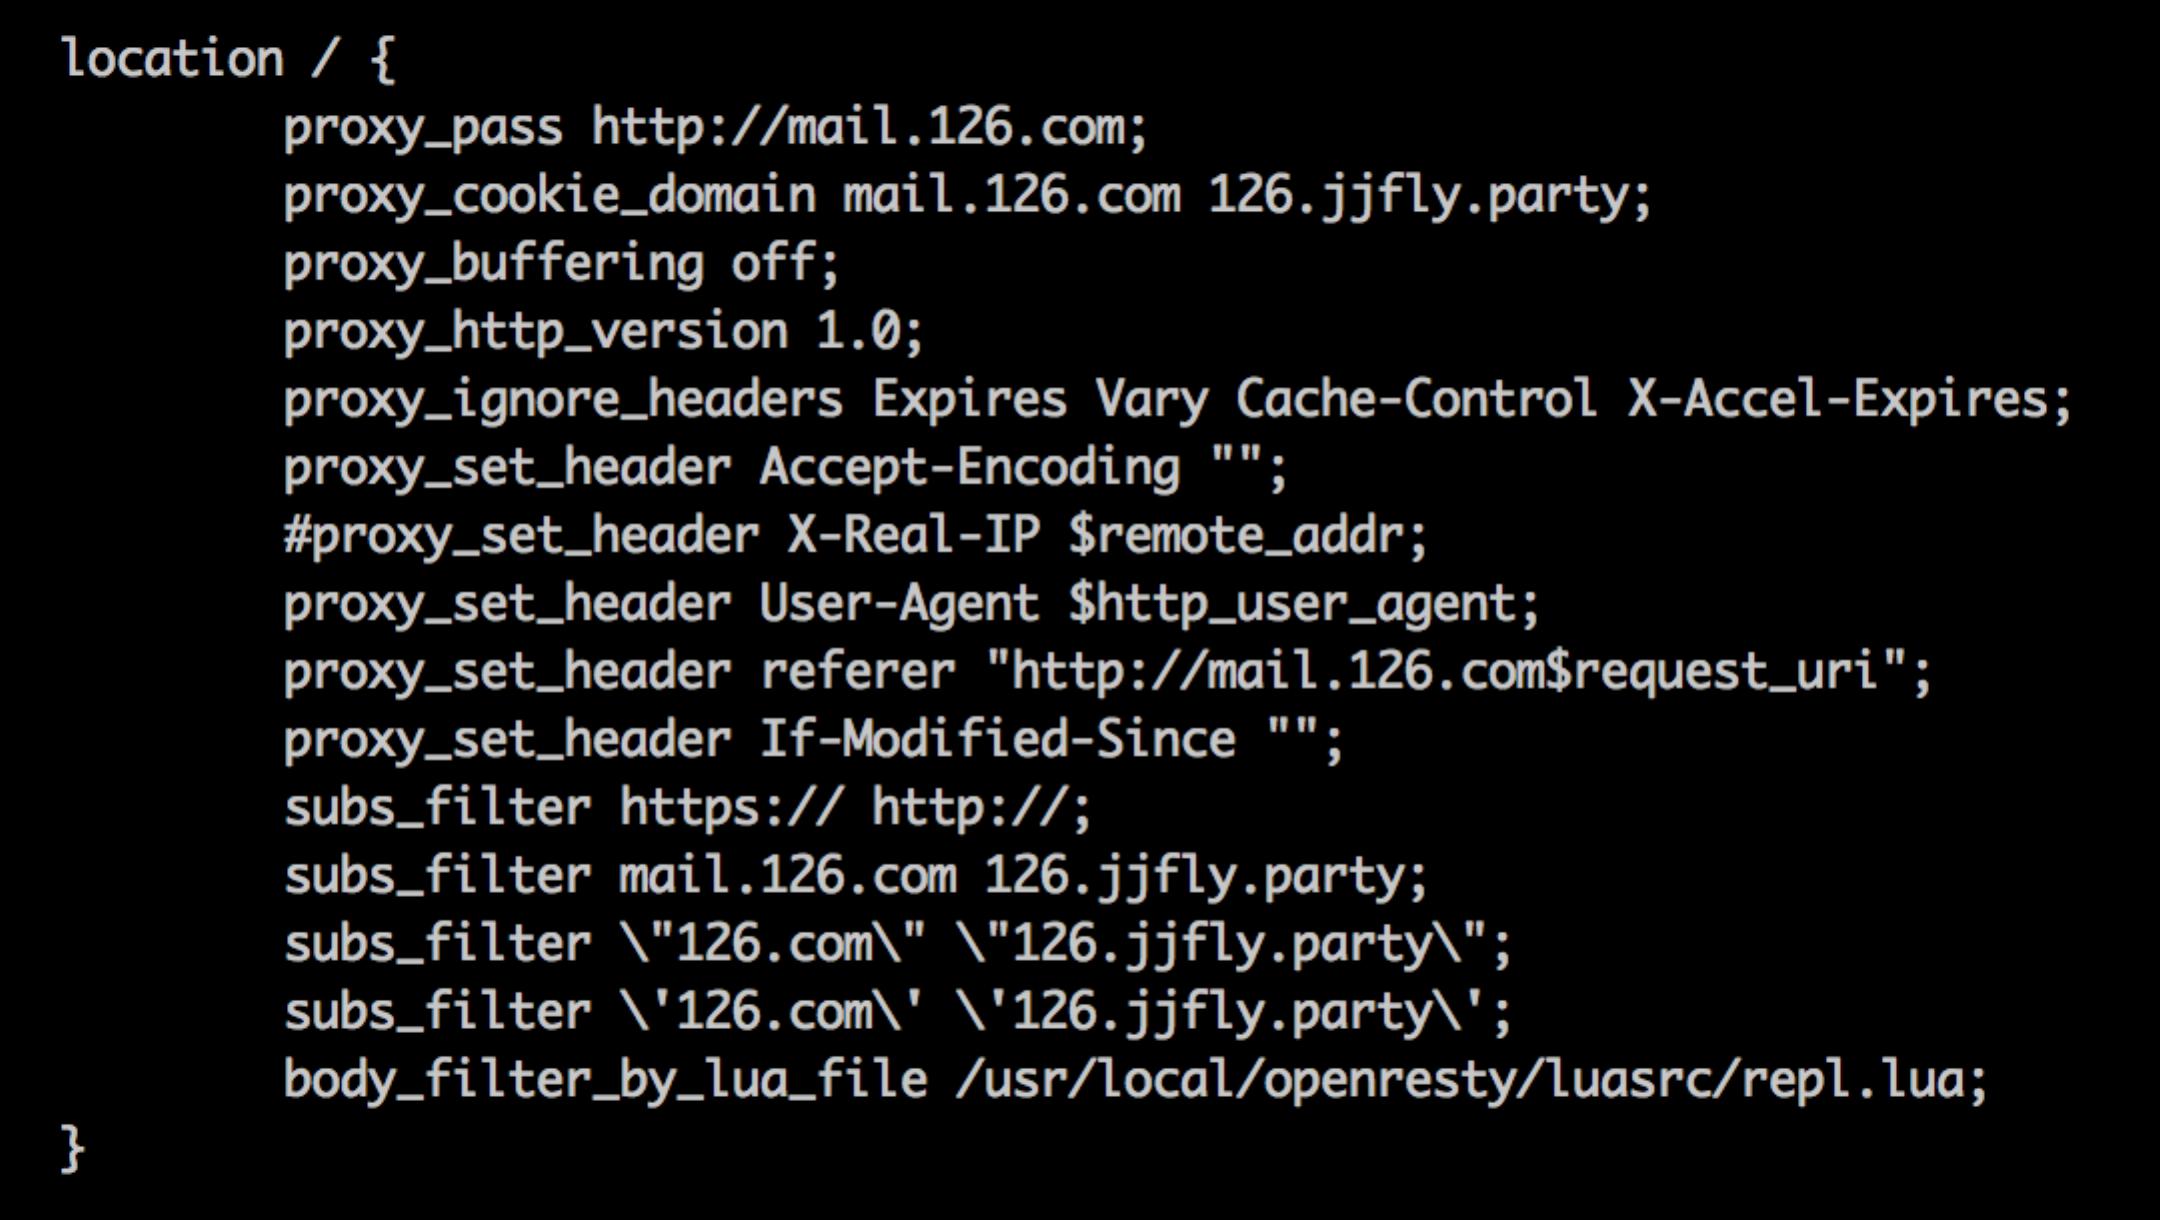 location / {
proxy_pass http://mail.126.com;
proxy_cookie_domain mail.126.com 126.jjfly.party;
proxy_buffering off;
proxy_http_version 1.0;
proxy_ignore_headers Expires Vary Cache-Control X-Accel-Expires;
proxy_set_header Accept-Encoding "";
#proxy_set_header X-Real-IP $remote_addr;
proxy_set_header User-Agent $http_user_agent;
proxy_set_header referer "http://mail.126.com$request_uri";
proxy_set_header If-Modified-Since "";
subs_filter https:// http://;
subs_filter mail.126.com 126.jjfly.party;
subs_filter \"126.com\" \"126.jjfly.party\";
subs_filter \'126.com\' \'126.jjfly.party\';
body_filter_by_lua_file /usr/local/openresty/luasrc/repl.lua;
}